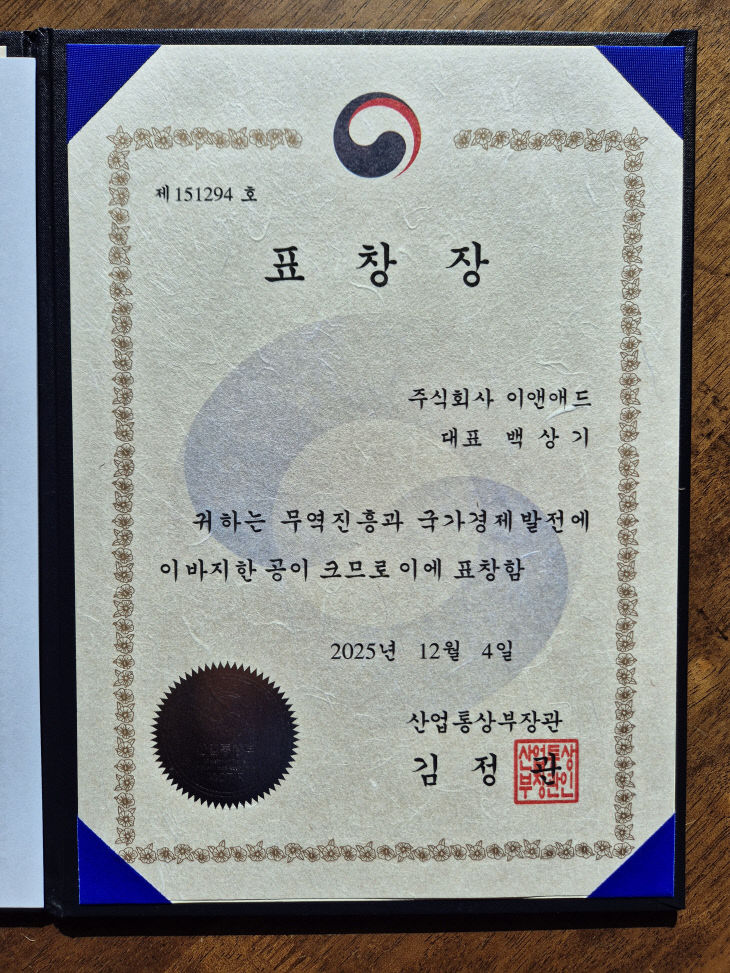 제 151294 호
표 창 장
주식회사 이앤애드
대표 백 상 기
귀하는 무역진흥과 국가경제발전에
이바지한 공이 크므로 이에 표창함
2025년 12월 4일
산업통상부장관
김 정 관
산업통상
부장관인